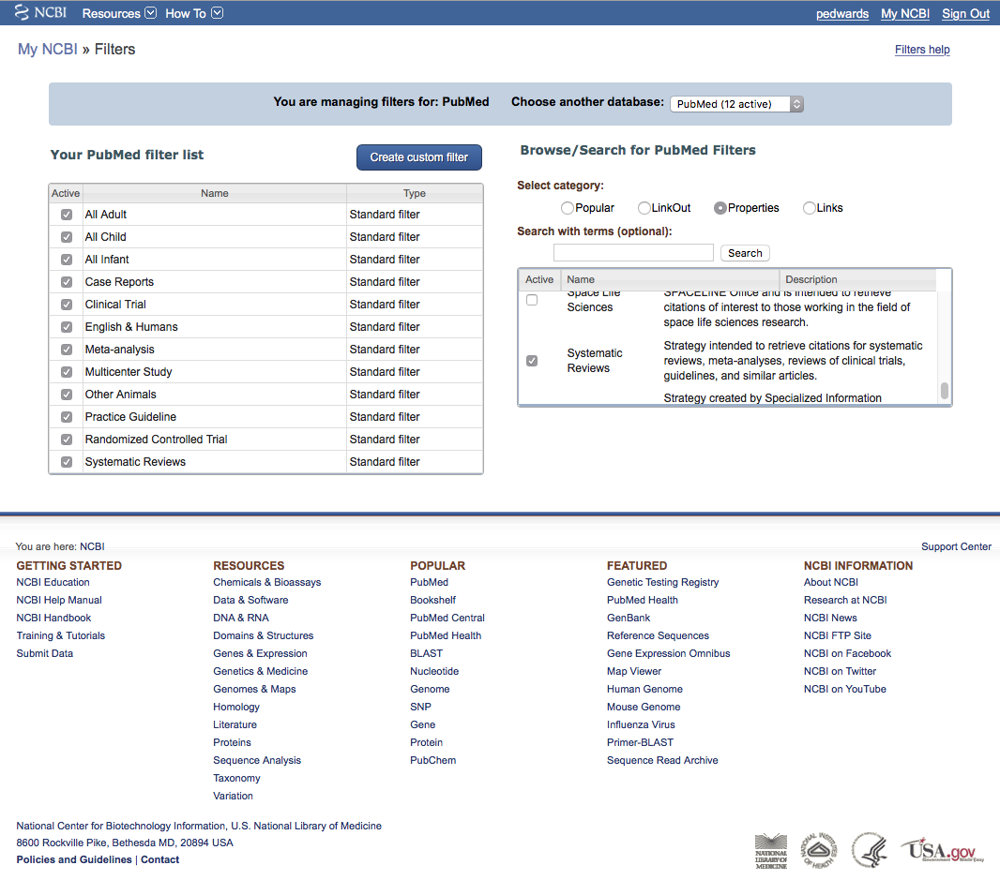 NCBI Resources How To pedwards My NCBI Sign Out
My NCBI » Filters Filters help
You are managing filters for: PubMed Choose another database: PubMed (12 active)
Your PubMed filter list Create custom filter
Active Name Type
All Adult Standard filter
All Child Standard filter
All Infant Standard filter
Case Reports Standard filter
Clinical Trial Standard filter
English & Humans Standard filter
Meta-analysis Standard filter
Multicenter Study Standard filter
Other Animals Standard filter
Practice Guideline Standard filter
Randomized Controlled Trial Standard filter
Systematic Reviews Standard filter
Browse/Search for PubMed Filters
Select category:
Popular LinkOut Properties Links
Search with terms (optional):
Search
Active Name Description
Space Life SPACELINE Office and is intended to retrieve
Sciences citations of interest to those working in the field of
space life sciences research.
Strategy intended to retrieve citations for systematic
Systematic reviews, meta-analyses, reviews of clinical trials,
Reviews guidelines, and similar articles.
Strategy created by Specialized Information
You are here: NCBI Support Center
GETTING STARTED
NCBI Education
NCBI Help Manual
NCBI Handbook
Training & Tutorials
Submit Data
RESOURCES
Chemicals & Bioassays
Data & Software
DNA & RNA
Domains & Structures
Genes & Expression
Genetics & Medicine
Genomes & Maps
Homology
Literature
Proteins
Sequence Analysis
Taxonomy
Variation
POPULAR
PubMed
Bookshelf
PubMed Central
PubMed Health
BLAST
Nucleotide
Genome
SNP
Gene
Protein
PubChem
FEATURED
Genetic Testing Registry
PubMed Health
GenBank
Reference Sequences
Gene Expression Omnibus
Map Viewer
Human Genome
Mouse Genome
Influenza Virus
Primer-BLAST
Sequence Read Archive
NCBI INFORMATION
About NCBI
Research at NCBI
NCBI News
NCBI FTP Site
NCBI on Facebook
NCBI on Twitter
NCBI on YouTube
National Center for Biotechnology Information, U.S. National Library of Medicine
8600 Rockville Pike, Bethesda MD, 20894 USA
Policies and Guidelines | Contact
NATIONAL
LIBRARY OF
MEDICINE
NATIONAL INSTITUTES
OF HEALTH
USA.gov
Government Made Easy